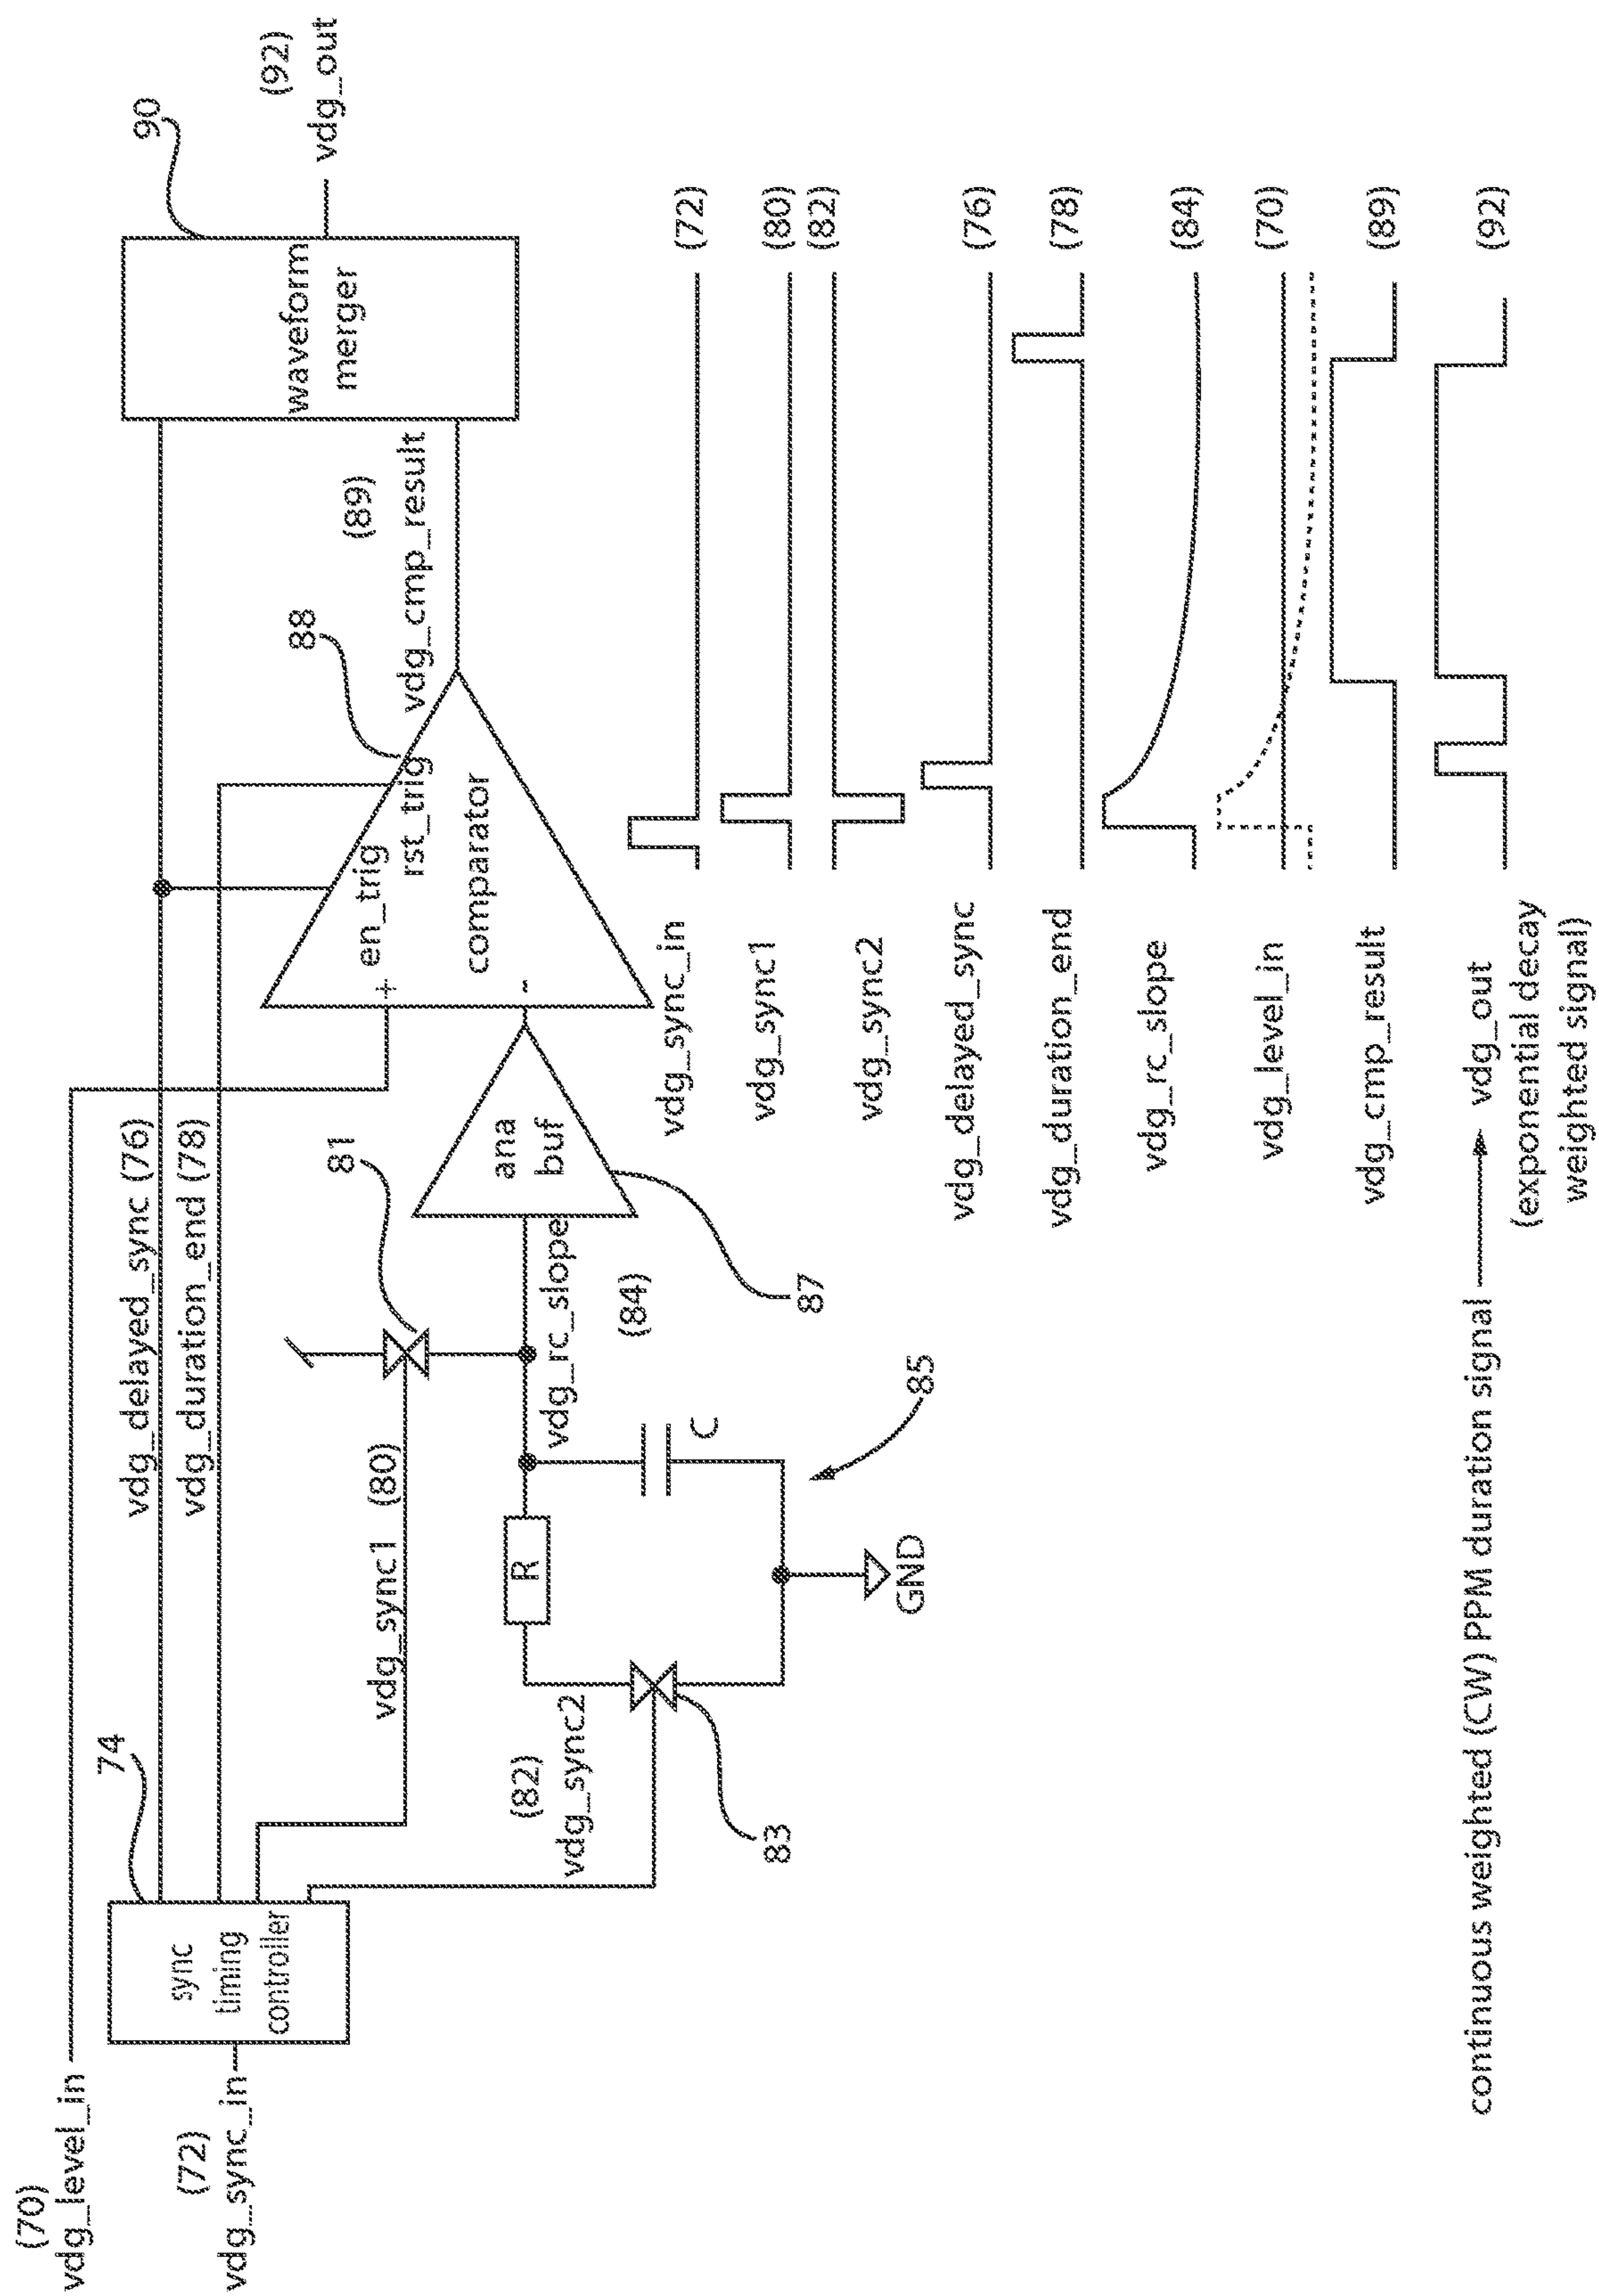 (70)
vdg_level_in
(72)
vdg_sync_in
74
sync
timing
controller
vdg_delayed_sync (76)
vdg_duration_end (78)
vdg_sync1 (80)
81
(82)
vdg_sync2
83
R
C
GND
85
vdg_rc_slope
(84)
ana
buf
87
+
-
en_trig
rst_trig
comparator
88
(89)
vdg_cmp_result
waveform
merger
90
(92)
vdg_out
vdg_sync_in (72)
vdg_sync1 (80)
vdg_sync2 (82)
vdg_delayed_sync (76)
vdg_duration_end (78)
vdg_rc_slope (84)
vdg_level_in (70)
vdg_cmp_result (89)
continuous weighted (CW) PPM duration signal vdg_out (92)
(exponential decay
weighted signal)